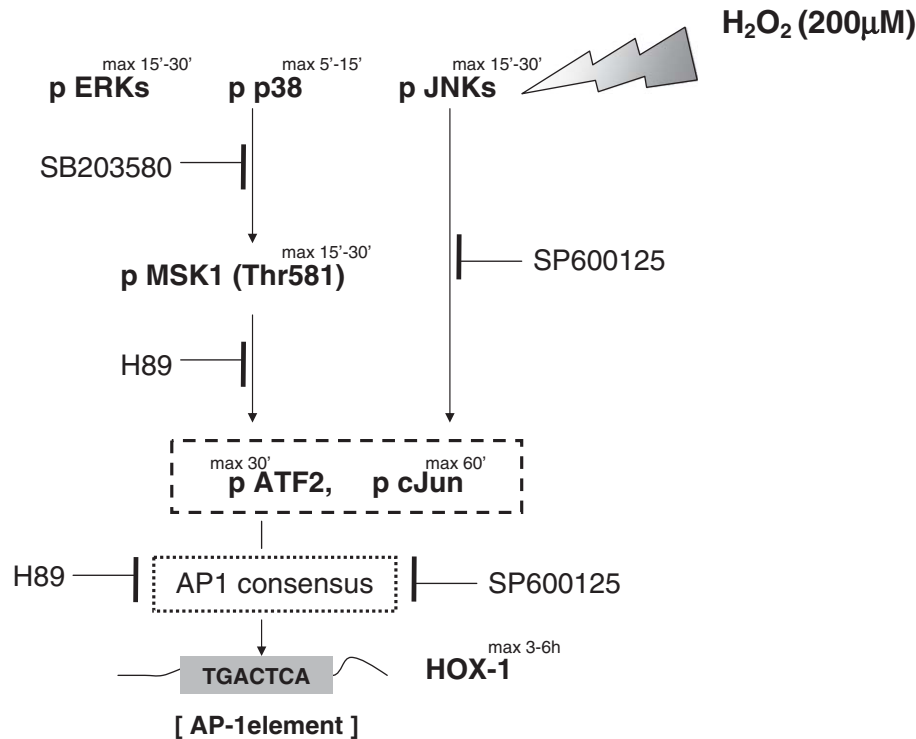 H₂O₂ (200μM)
max 15'-30' max 5'-15' max 15'-30'
p ERKs p p38 p JNKs
SB203580
max 15'-30'
p MSK1 (Thr581)
SP600125
H89
max 30' max 60'
p ATF2, p cJun
H89 AP1 consensus SP600125
max 3-6h
TGACTCA HOX-1
[ AP-1element ]